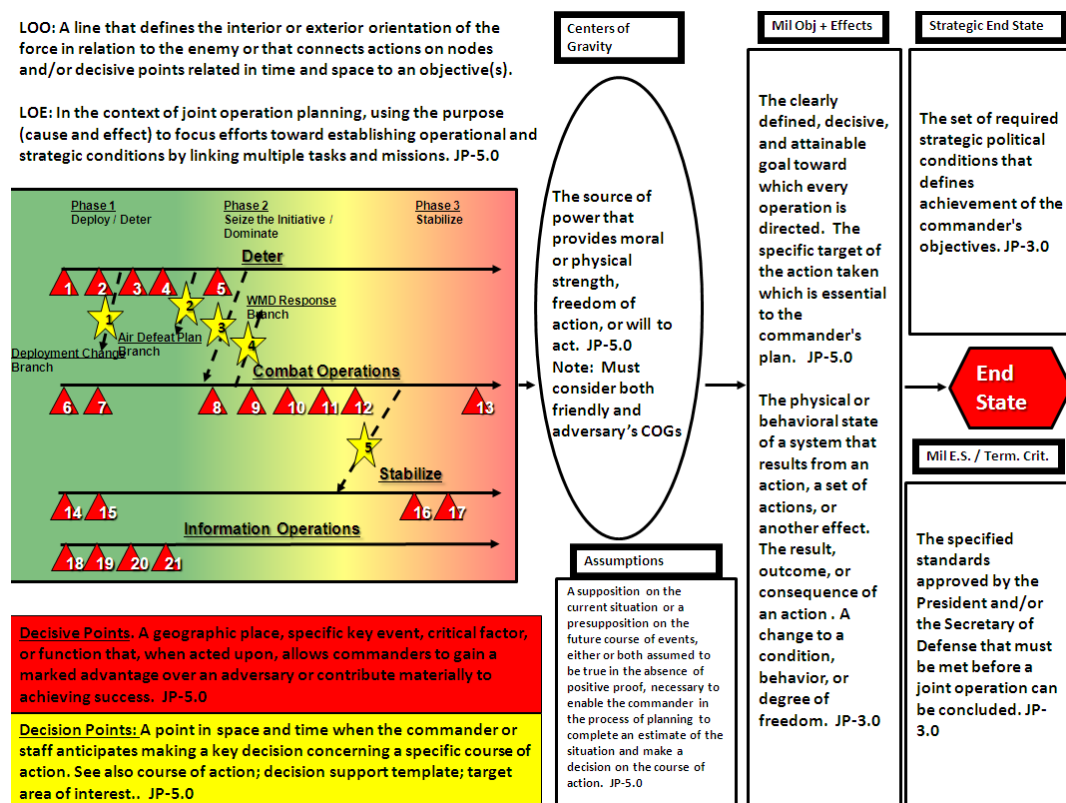 LOO: A line that defines the interior or exterior orientation of the
force in relation to the enemy or that connects actions on nodes
and/or decisive points related in time and space to an objective(s).
LOE: In the context of joint operation planning, using the purpose
(cause and effect) to focus efforts toward establishing operational and
strategic conditions by linking multiple tasks and missions. JP-5.0
Phase 1
Deploy / Deter
Phase 2
Seize the Initiative /
Dominate
Phase 3
Stabilize
Deter
1 2 3 4 5
1
2
3
4
WMD Response
Branch
Air Defeat Plan
Branch
Deployment Change
Branch
Combat Operations
6 7 8 9 10 11 12 13
5
Stabilize
14 15 16 17
Information Operations
18 19 20 21
Decisive Points. A geographic place, specific key event, critical factor,
or function that, when acted upon, allows commanders to gain a
marked advantage over an adversary or contribute materially to
achieving success. JP-5.0
Decision Points: A point in space and time when the commander or
staff anticipates making a key decision concerning a specific course of
action. See also course of action; decision support template; target
area of interest.. JP-5.0
Centers of
Gravity
The source of
power that
provides moral
or physical
strength,
freedom of
action, or will to
act. JP-5.0
Note: Must
consider both
friendly and
adversary’s COGs
Assumptions
A supposition on the
current situation or a
presupposition on the
future course of events,
either or both assumed to
be true in the absence of
positive proof, necessary to
enable the commander in
the process of planning to
complete an estimate of the
situation and make a
decision on the course of
action. JP-5.0
Mil Obj + Effects
The clearly
defined, decisive,
and attainable
goal toward
which every
operation is
directed. The
specific target of
the action taken
which is essential
to the
commander's
plan. JP-5.0
The physical or
behavioral state
of a system that
results from an
action, a set of
actions, or
another effect.
The result,
outcome, or
consequence of
an action . A
change to a
condition,
behavior, or
degree of
freedom. JP-3.0
Strategic End State
The set of required
strategic political
conditions that
defines
achievement of the
commander's
objectives. JP-3.0
End
State
Mil E.S. / Term. Crit.
The specified
standards
approved by the
President and/or
the Secretary of
Defense that must
be met before a
joint operation can
be concluded. JP-
3.0